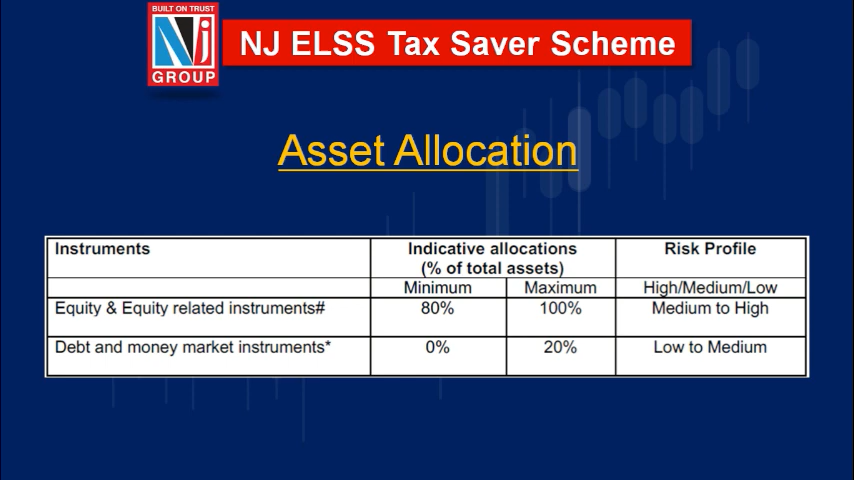 BUILT ON TRUST
NJ
GROUP
NJ ELSS Tax Saver Scheme
Asset Allocation
Instruments Indicative allocations Risk Profile
(% of total assets)
Minimum Maximum High/Medium/Low
Equity & Equity related instruments# 80% 100% Medium to High
Debt and money market instruments* 0% 20% Low to Medium